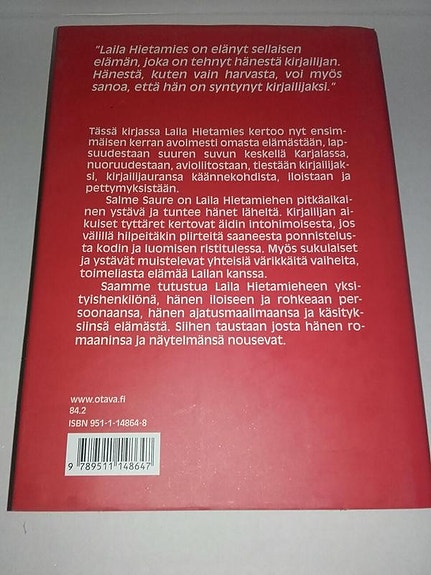 "Laila Hietamies on elänyt sellaisen
elämän, joka on tehnyt hänestä kirjailijan.
Hänestä, kuten vain harvasta, voi myös
sanoa, että hän on syntynyt kirjailijaksi."
Tässä kirjassa Laila Hietamies kertoo nyt ensim-
mäisen kerran avoimesti omasta elämästään, lap-
suudestaan suuren suvun keskellä Karjalassa,
nuoruudestaan, avioliitostaan, tiestään kirjailijak-
si, kirjailijauransa käännekohdista, iloistaan ja
pettymyksistään.
Salme Saure on Laila Hietamiehen pitkäaikai-
nen ystävä ja tuntee hänet läheltä. Kirjailijan ai-
kuiset tyttäret kertovat äidin intohimoisesta, jos
välillä hilpeitäkin piirteitä saaneesta ponnistelus-
ta kodin ja luomisen ristitulessa. Myös sukulaiset
ja ystävät muistelevat yhteisiä värikkäitä vaiheita,
toimeliasta elämää Lailan kanssa.
Saamme tutustua Laila Hietamieheen yksi-
tyishenkilönä, hänen iloiseen ja rohkeaan per-
soonaansa, hänen ajatusmaailmaansa ja käsityk-
siinsä elämästä. Siihen taustaan josta hänen ro-
maaninsa ja näytelmänsä nousevat.
www.otava.fi
84.2
ISBN 951-1-14864-8
9 789511 148647